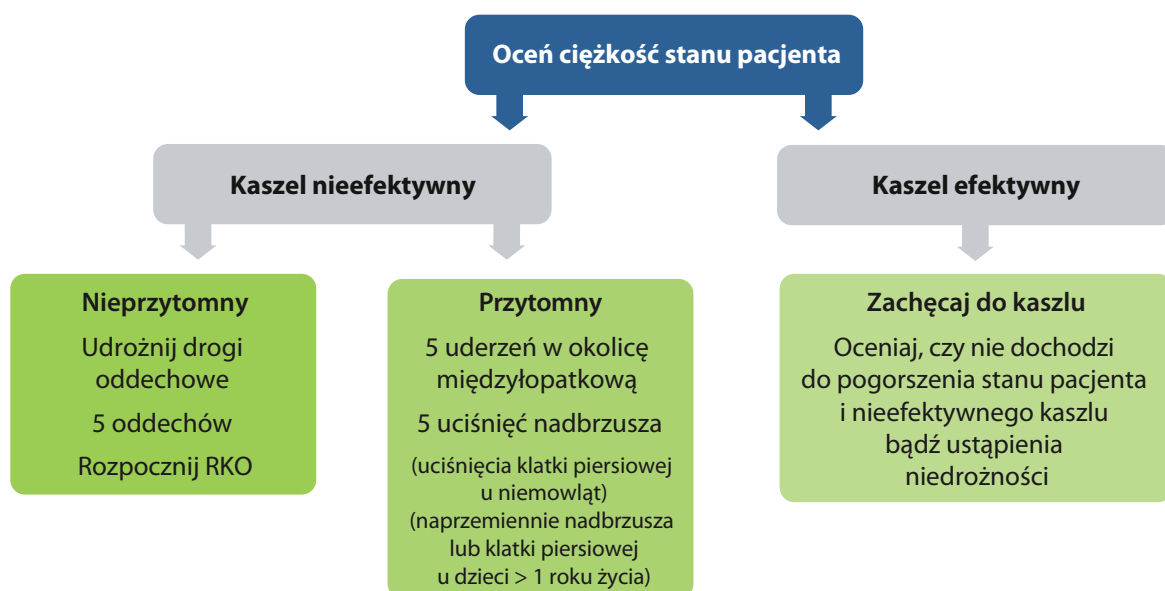 Oceń ciężkość stanu pacjenta
Kaszel nieefektywny
Kaszel efektywny
Nieprzytomny
Udrożnij drogi
oddechowe
5 oddechów
Rozpocznij RKO
Przytomny
5 uderzeń w okolicę
międzyłopatkową
5 uciśnięć nadbrzusza
(uciśnięcia klatki piersiowej
u niemowląt)
(naprzemiennie nadbrzusza
lub klatki piersiowej
u dzieci > 1 roku życia)
Zachęcaj do kaszlu
Oceniaj, czy nie dochodzi
do pogorszenia stanu pacjenta
i nieefektywnego kaszlu
bądź ustąpienia
niedrożności